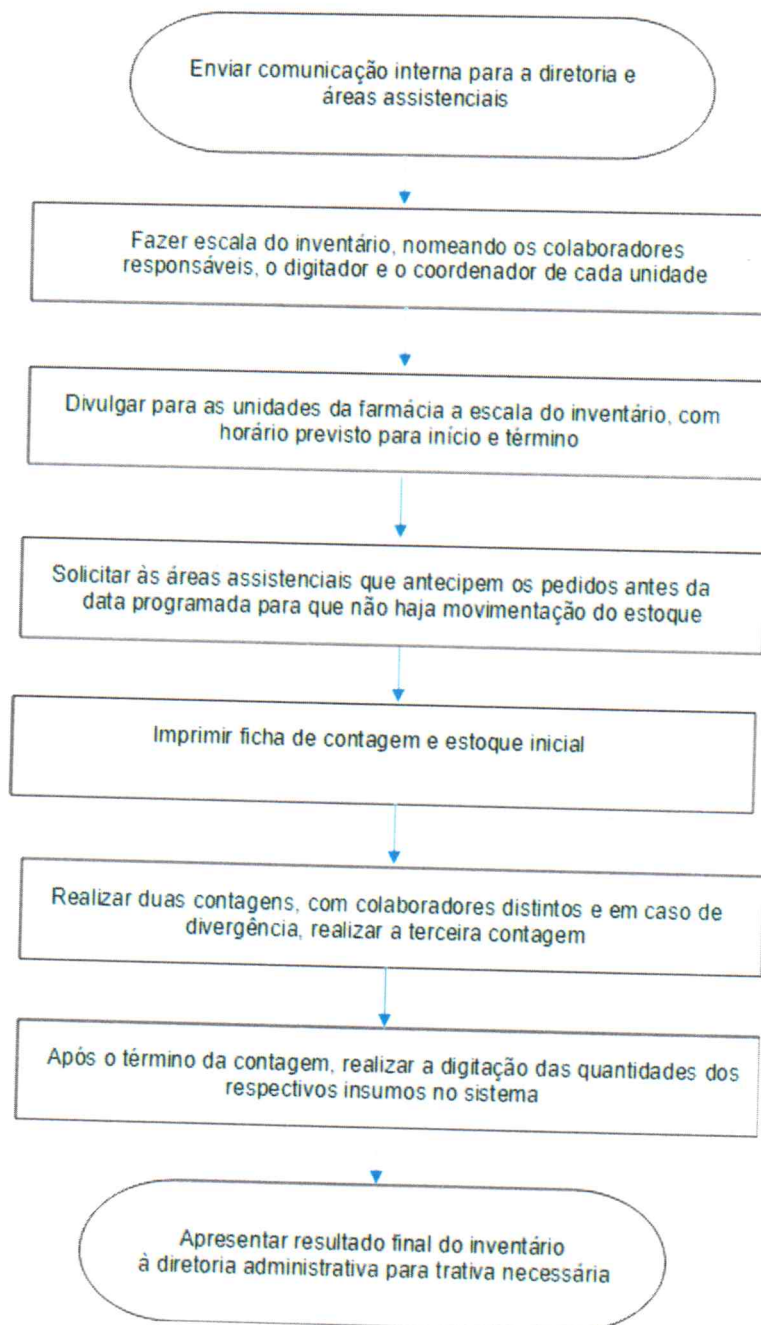 Enviar comunicação interna para a diretoria e
áreas assistenciais
Fazer escala do inventário, nomeando os colaboradores
responsáveis, o digitador e o coordenador de cada unidade
Divulgar para as unidades da farmácia a escala do inventário, com
horário previsto para início e término
Solicitar às áreas assistenciais que antecipem os pedidos antes da
data programada para que não haja movimentação do estoque
Imprimir ficha de contagem e estoque inicial
Realizar duas contagens, com colaboradores distintos e em caso de
divergência, realizar a terceira contagem
Após o término da contagem, realizar a digitação das quantidades dos
respectivos insumos no sistema
Apresentar resultado final do inventário
à diretoria administrativa para trativa necessária